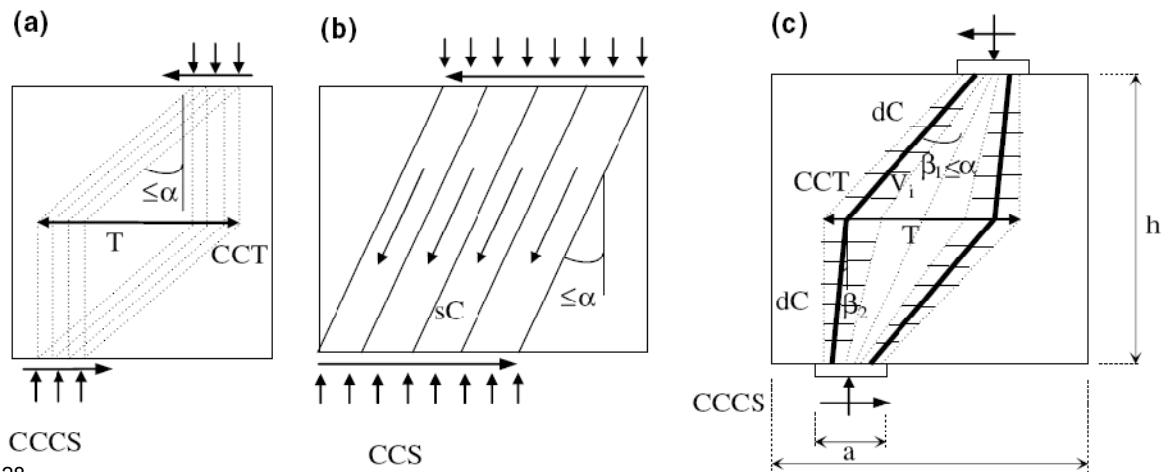 (a)
≤α
T
CCT
CCCS
(b)
sC
≤α
CCS
(c)
dC
β₁≤α
CCT
Vᵢ
T
h
dC
β₂
CCCS
a